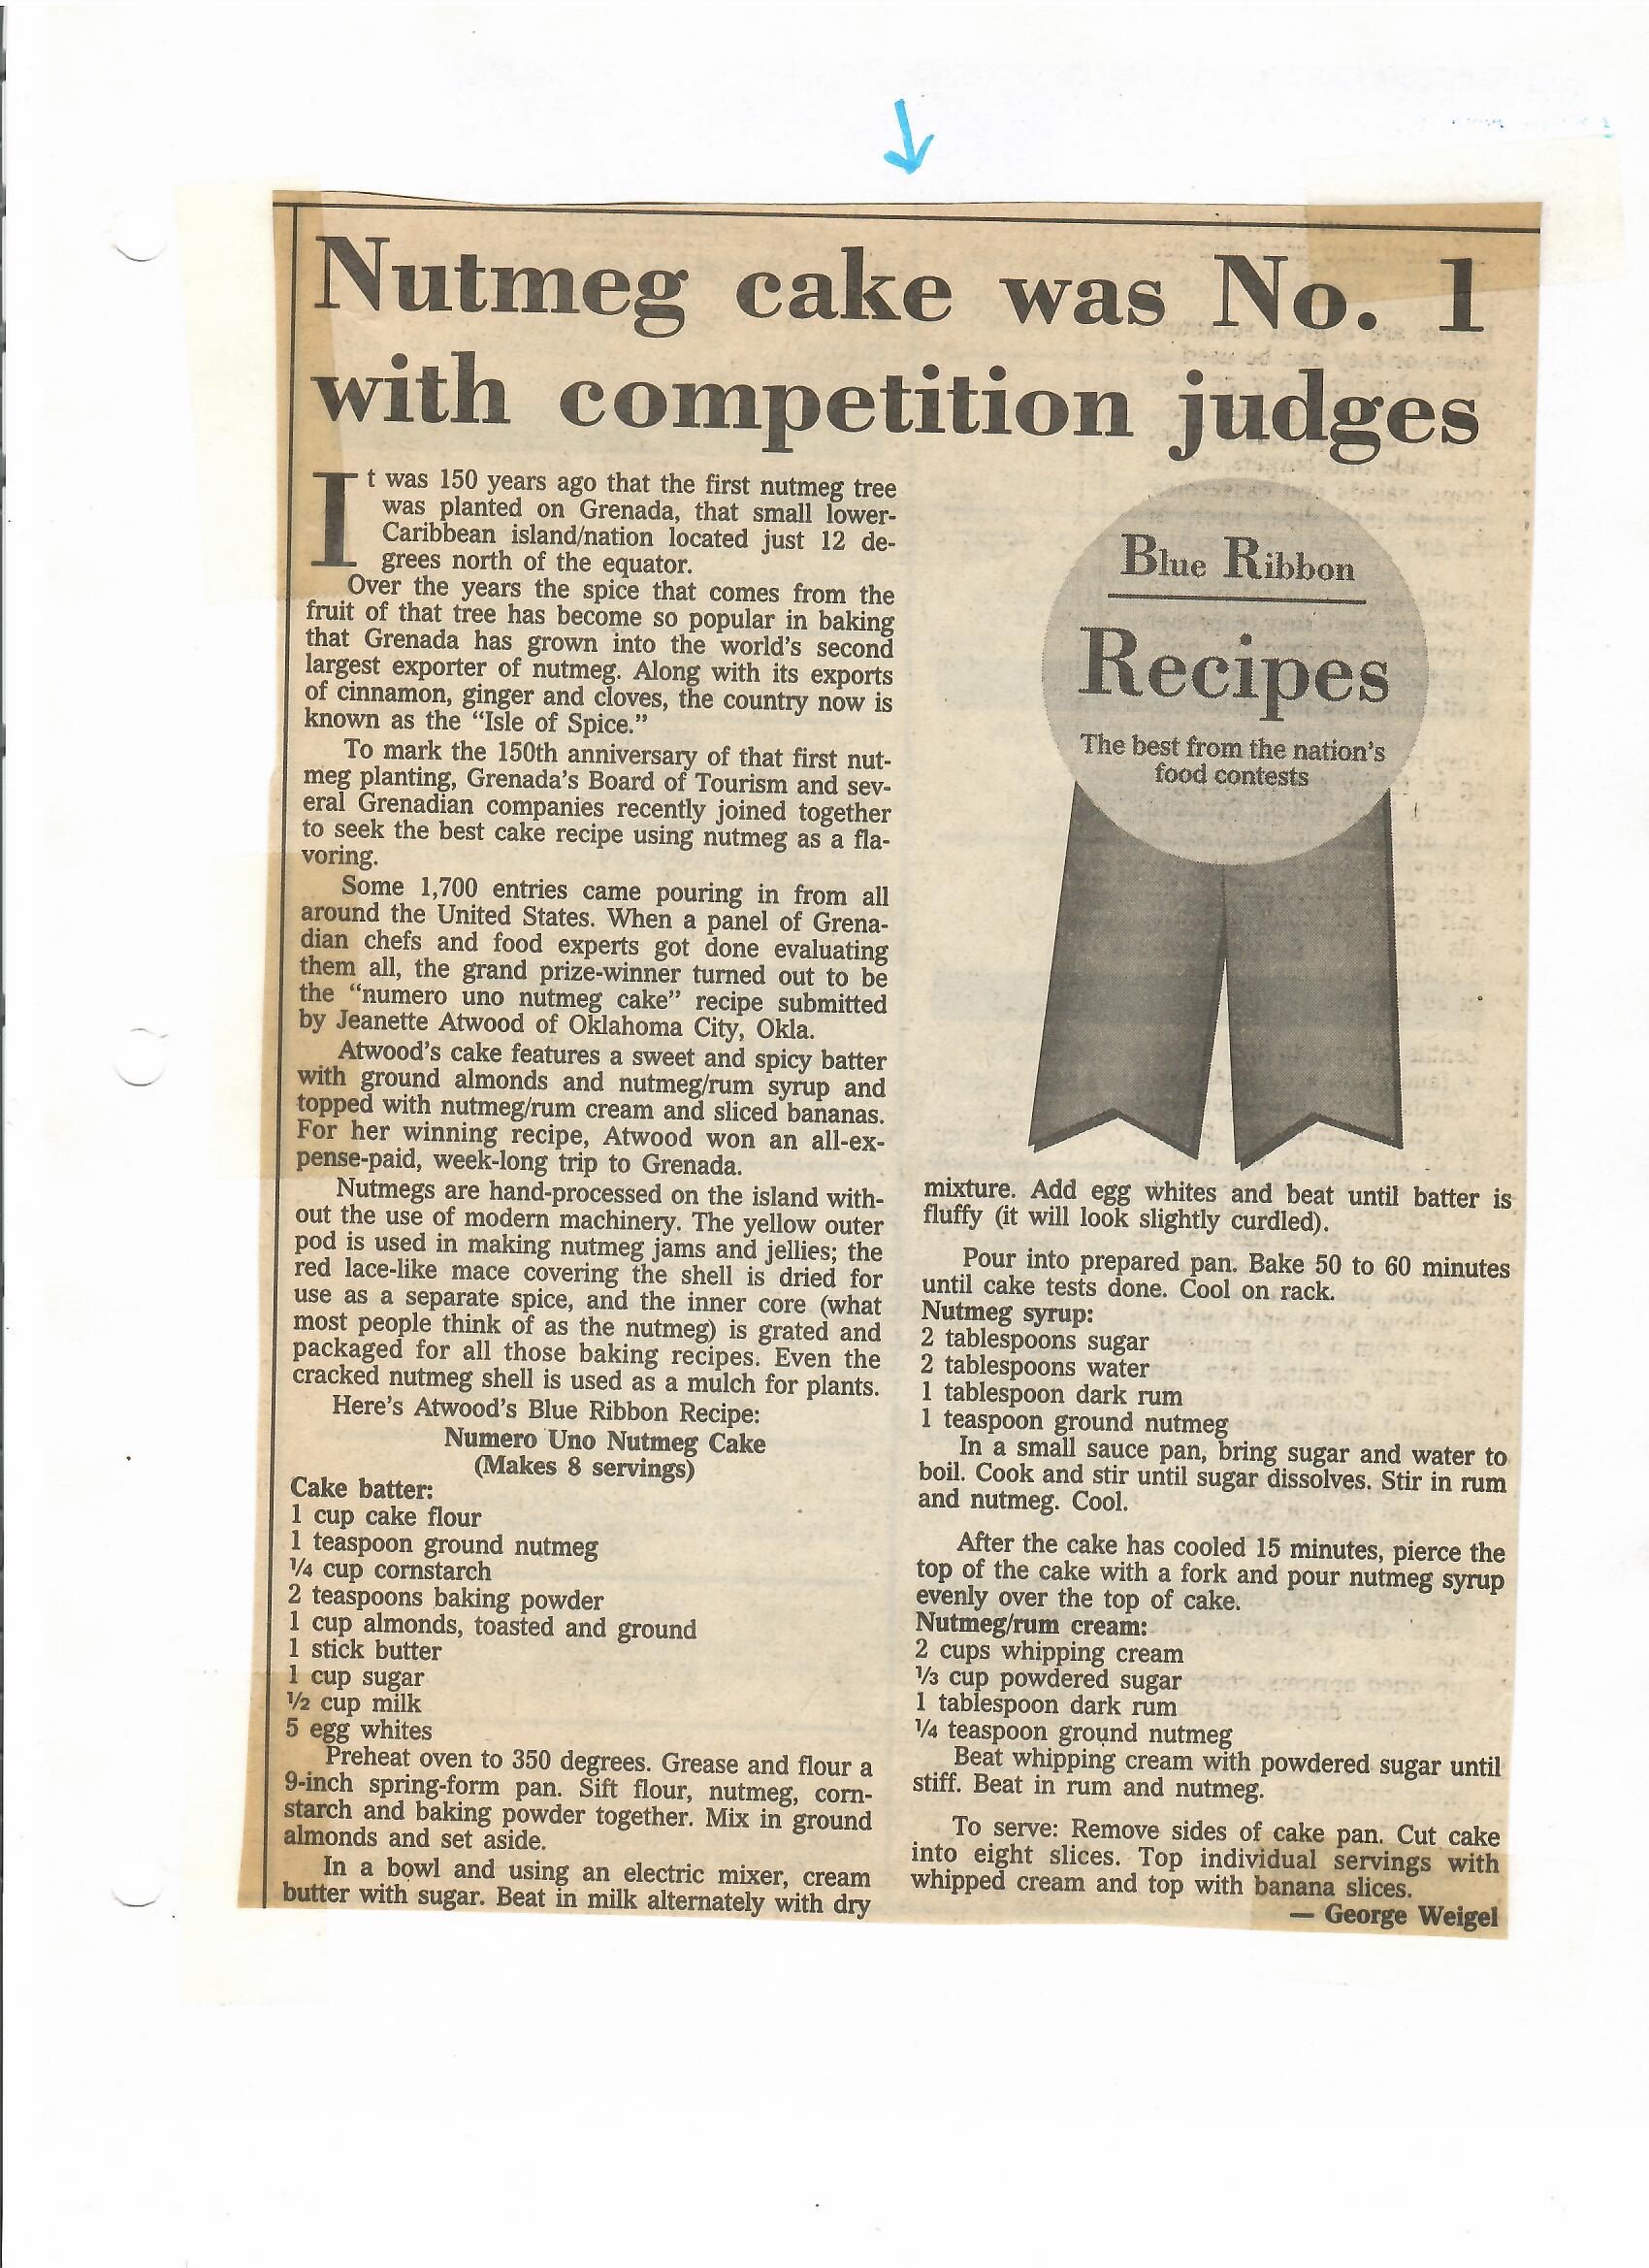 Nutmeg cake was No. 1
with competition judges
It was 150 years ago that the first nutmeg tree
was planted on Grenada, that small lower-
Caribbean island/nation located just 12 de-
grees north of the equator.
Over the years the spice that comes from the
fruit of that tree has become so popular in baking
that Grenada has grown into the world's second
largest exporter of nutmeg. Along with its exports
of cinnamon, ginger and cloves, the country now is
known as the "Isle of Spice."
To mark the 150th anniversary of that first nut-
meg planting, Grenada's Board of Tourism and sev-
eral Grenadian companies recently joined together
to seek the best cake recipe using nutmeg as a fla-
voring.
Some 1,700 entries came pouring in from all
around the United States. When a panel of Grena-
dian chefs and food experts got done evaluating
them all, the grand prize-winner turned out to be
the "numero uno nutmeg cake" recipe submitted
by Jeanette Atwood of Oklahoma City, Okla.
Atwood's cake features a sweet and spicy batter
with ground almonds and nutmeg/rum syrup and
topped with nutmeg/rum cream and sliced bananas.
For her winning recipe, Atwood won an all-ex-
pense-paid, week-long trip to Grenada.
Nutmegs are hand-processed on the island with-
out the use of modern machinery. The yellow outer
pod is used in making nutmeg jams and jellies; the
red lace-like mace covering the shell is dried for
use as a separate spice, and the inner core (what
most people think of as the nutmeg) is grated and
packaged for all those baking recipes. Even the
cracked nutmeg shell is used as a mulch for plants.
Here's Atwood's Blue Ribbon Recipe:
Numero Uno Nutmeg Cake
(Makes 8 servings)
Cake batter:
1 cup cake flour
1 teaspoon ground nutmeg
¼ cup cornstarch
2 teaspoons baking powder
1 cup almonds, toasted and ground
1 stick butter
1 cup sugar
½ cup milk
5 egg whites
Preheat oven to 350 degrees. Grease and flour a
9-inch spring-form pan. Sift flour, nutmeg, corn-
starch and baking powder together. Mix in ground
almonds and set aside.
In a bowl and using an electric mixer, cream
butter with sugar. Beat in milk alternately with dry
Blue Ribbon
Recipes
The best from the nation's
food contests
mixture. Add egg whites and beat until batter is
fluffy (it will look slightly curdled).
Pour into prepared pan. Bake 50 to 60 minutes
until cake tests done. Cool on rack.
Nutmeg syrup:
2 tablespoons sugar
2 tablespoons water
1 tablespoon dark rum
1 teaspoon ground nutmeg
In a small sauce pan, bring sugar and water to
boil. Cook and stir until sugar dissolves. Stir in rum
and nutmeg. Cool.
After the cake has cooled 15 minutes, pierce the
top of the cake with a fork and pour nutmeg syrup
evenly over the top of cake.
Nutmeg/rum cream:
2 cups whipping cream
⅓ cup powdered sugar
1 tablespoon dark rum
¼ teaspoon ground nutmeg
Beat whipping cream with powdered sugar until
stiff. Beat in rum and nutmeg.
To serve: Remove sides of cake pan. Cut cake
into eight slices. Top individual servings with
whipped cream and top with banana slices.
— George Weigel